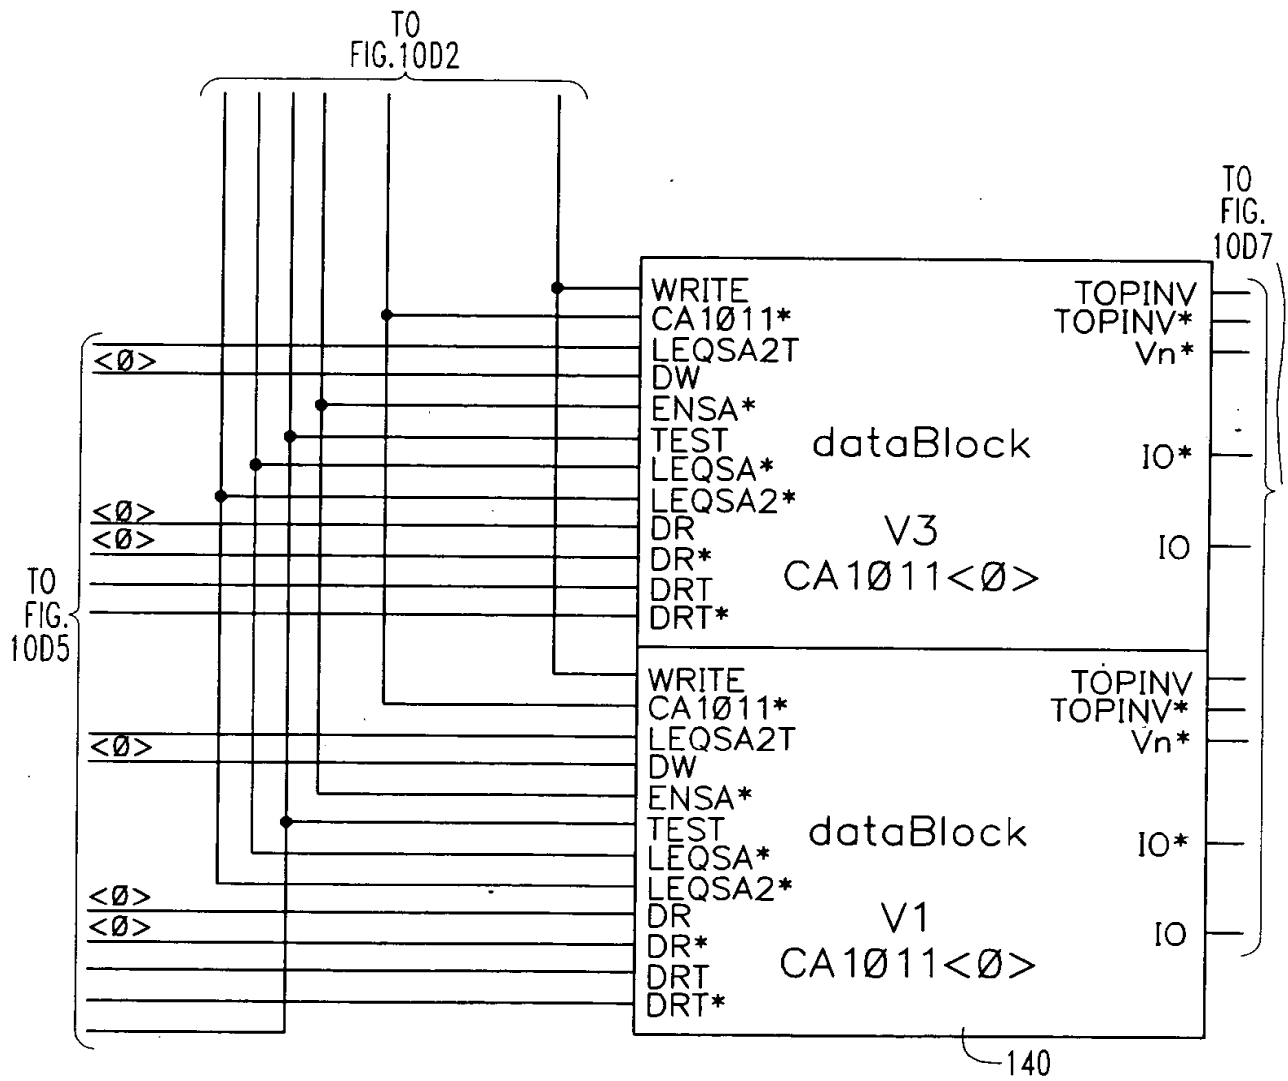 TO
FIG.10D2
TO
FIG.
10D7
WRITE
CA1Ø11*
LEQSA2T
<Ø>
DW
ENSA*
TEST
LEQSA*
LEQSA2*
<Ø>
DR
<Ø>
DR*
DRT
DRT*
dataBlock
V3
CA1Ø11<Ø>
TOPINV
TOPINV*
Vn*
IO*
IO
TO
FIG.
10D5
WRITE
CA1Ø11*
LEQSA2T
<Ø>
DW
ENSA*
TEST
LEQSA*
LEQSA2*
<Ø>
DR
<Ø>
DR*
DRT
DRT*
dataBlock
V1
CA1Ø11<Ø>
TOPINV
TOPINV*
Vn*
IO*
IO
140